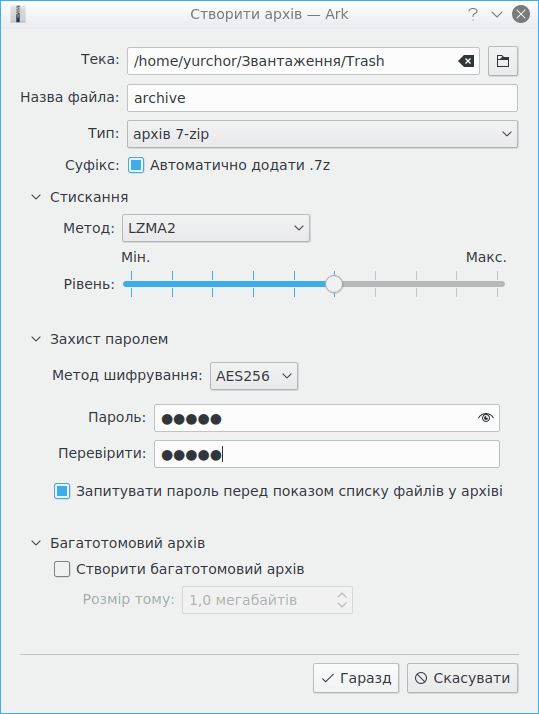 Створити архів — Ark
Тека: /home/yurchor/Звантаження/Trash
Назва файла: archive
Тип: архів 7-zip
Суфікс: Автоматично додати .7z
Стискання
Метод: LZMA2
Мін. Макс.
Рівень:
Захист паролем
Метод шифрування: AES256
Пароль: ●●●●●
Перевірити: ●●●●●
Запитувати пароль перед показом списку файлів у архіві
Багатотомовий архів
Створити багатотомовий архів
Розмір тому: 1,0 мегабайтів
Гаразд Скасувати